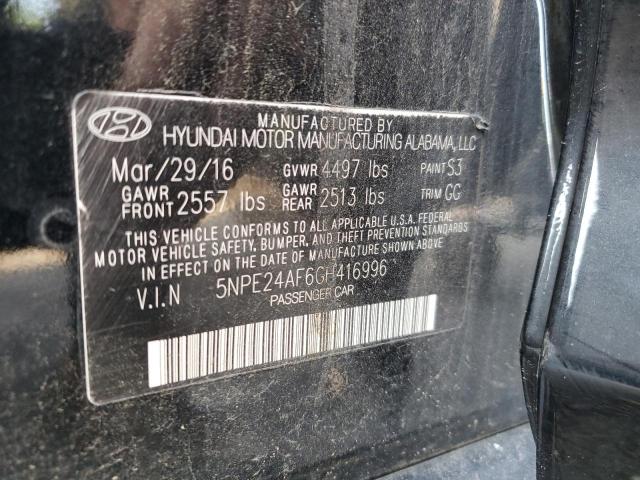 MANUFACTURED BY
HYUNDAI MOTOR MANUFACTURING ALABAMA, LLC
Mar/29/16 GVWR 4497 lbs PAINT S3
GAWR FRONT 2557 lbs GAWR REAR 2513 lbs TRIM GG
THIS VEHICLE CONFORMS TO ALL APPLICABLE U.S.A. FEDERAL
MOTOR VEHICLE SAFETY, BUMPER, AND THEFT PREVENTION STANDARDS
IN EFFECT ON THE DATE OF MANUFACTURE SHOWN ABOVE.
V.I.N 5NPE24AF6GH416996
PASSENGER CAR